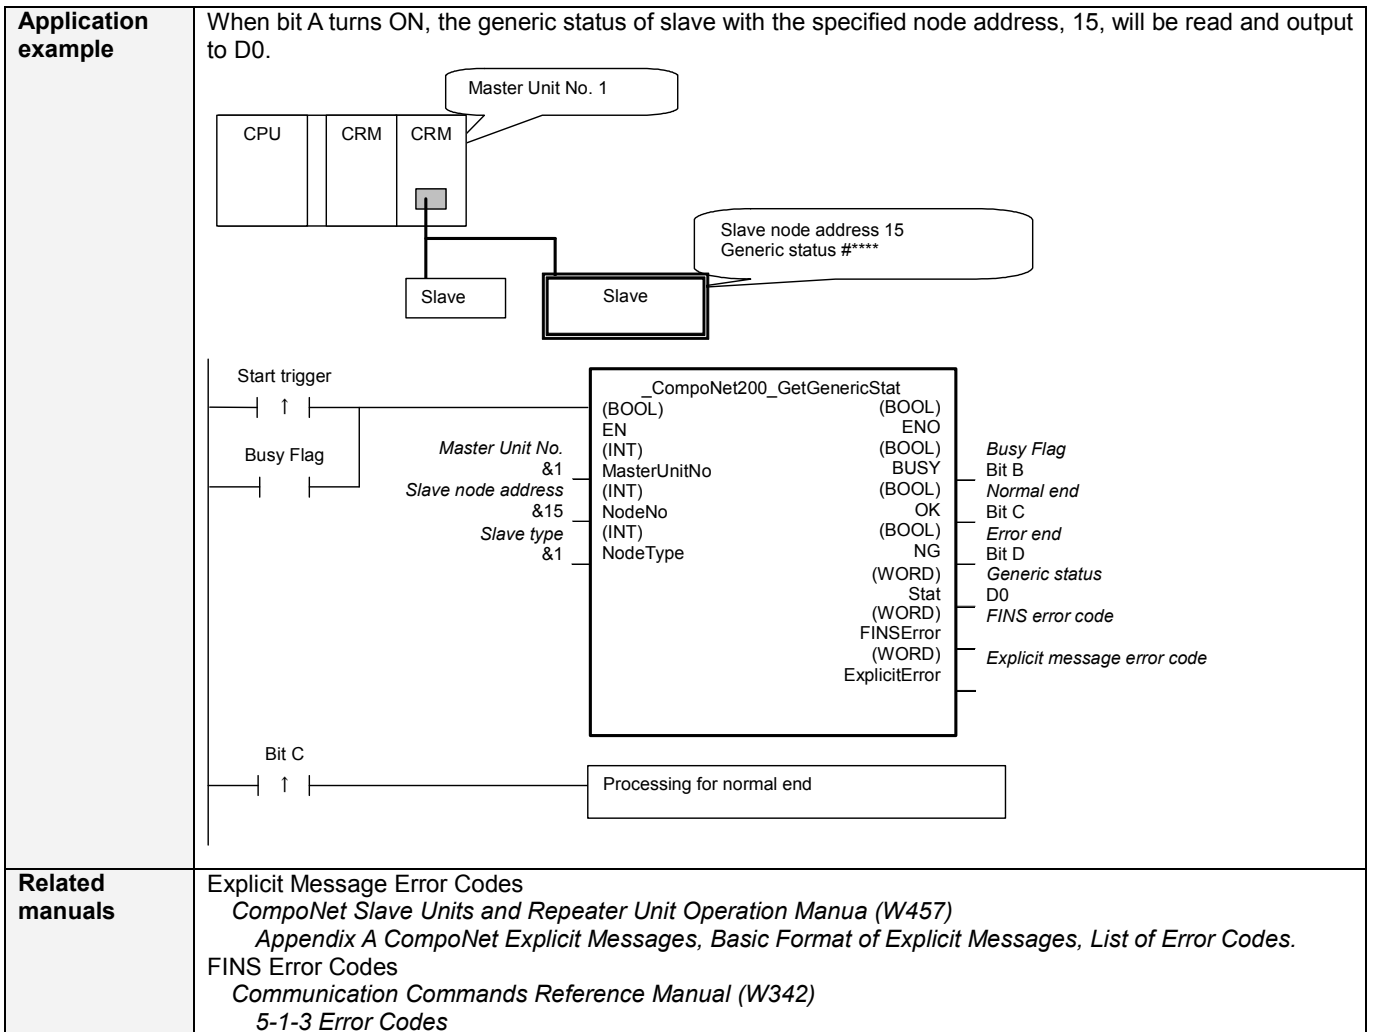 Application
example
When bit A turns ON, the generic status of slave with the specified node address, 15, will be read and output
to D0.
Master Unit No. 1
CPU
CRM
CRM
Slave node address 15
Generic status #****
Slave
Slave
Start trigger
↑
Busy Flag
_CompoNet200_GetGenericStat
(BOOL)
EN
Master Unit No.
&1
(INT)
MasterUnitNo
Slave node address
&15
(INT)
NodeNo
Slave type
&1
(INT)
NodeType
(BOOL)
ENO
(BOOL)
BUSY
Busy Flag
Bit B
(BOOL)
OK
Normal end
Bit C
(BOOL)
NG
Error end
Bit D
(WORD)
Stat
Generic status
D0
(WORD)
FINSError
FINS error code
(WORD)
ExplicitError
Explicit message error code
Bit C
↑
Processing for normal end
Related
manuals
Explicit Message Error Codes
CompoNet Slave Units and Repeater Unit Operation Manua (W457)
Appendix A CompoNet Explicit Messages, Basic Format of Explicit Messages, List of Error Codes.
FINS Error Codes
Communication Commands Reference Manual (W342)
5-1-3 Error Codes